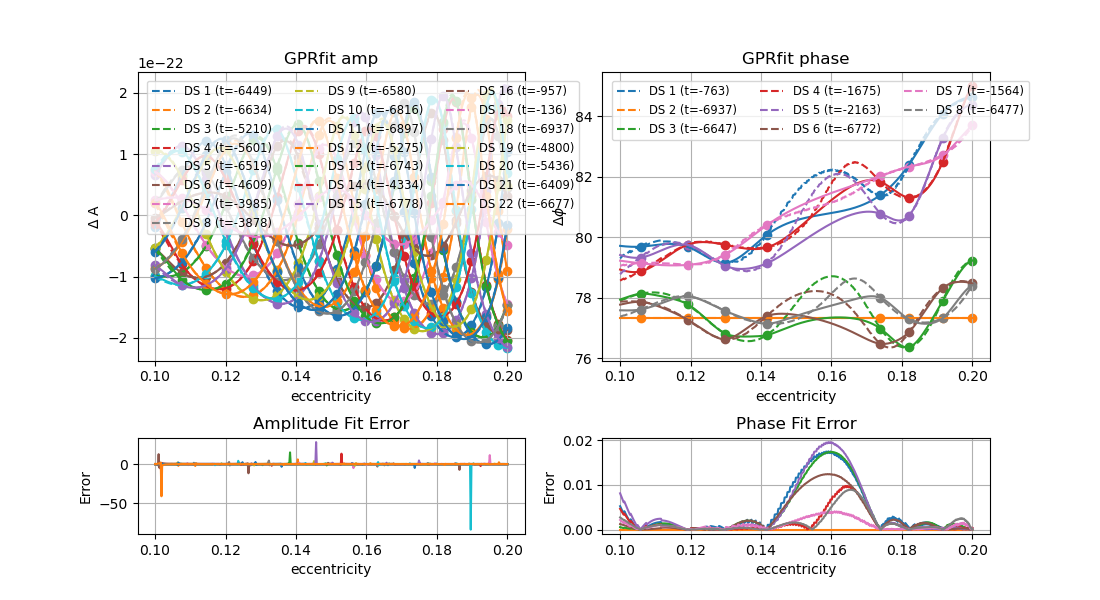 GPRfit amp
1e−22
DS 1 (t=-6449)
DS 2 (t=-6634)
DS 3 (t=-5210)
DS 4 (t=-5601)
DS 5 (t=-6519)
DS 6 (t=-4609)
DS 7 (t=-3985)
DS 8 (t=-3878)
DS 9 (t=-6580)
DS 10 (t=-6816)
DS 11 (t=-6897)
DS 12 (t=-5275)
DS 13 (t=-6743)
DS 14 (t=-4334)
DS 15 (t=-6778)
DS 16 (t=-957)
DS 17 (t=-136)
DS 18 (t=-6937)
DS 19 (t=-4800)
DS 20 (t=-5436)
DS 21 (t=-6409)
DS 22 (t=-6677)
2
1
0
−1
−2
Δ A
0.10 0.12 0.14 0.16 0.18 0.20
eccentricity
GPRfit phase
DS 1 (t=-763)
DS 2 (t=-6937)
DS 3 (t=-6647)
DS 4 (t=-1675)
DS 5 (t=-2163)
DS 6 (t=-6772)
DS 7 (t=-1564)
DS 8 (t=-6477)
84
82
80
78
76
Δϕ
0.10 0.12 0.14 0.16 0.18 0.20
eccentricity
Amplitude Fit Error
0
−50
Error
0.10 0.12 0.14 0.16 0.18 0.20
eccentricity
Phase Fit Error
0.02
0.01
0.00
Error
0.10 0.12 0.14 0.16 0.18 0.20
eccentricity